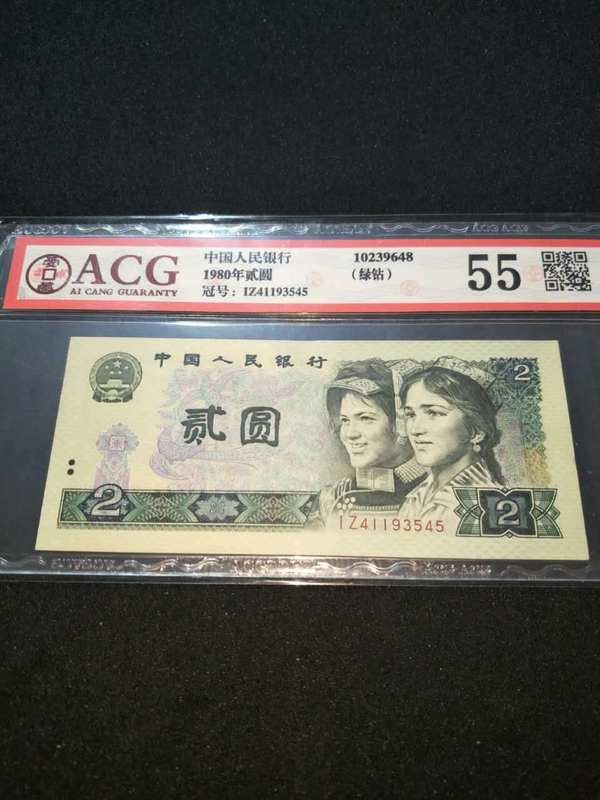 ACG
AI CANG GUARANTY
中国人民银行
1980年贰圆
冠号：IZ41193545
10239648
（绿钻）
55
中国人民银行
2
贰圆
2
IZ41193545
2